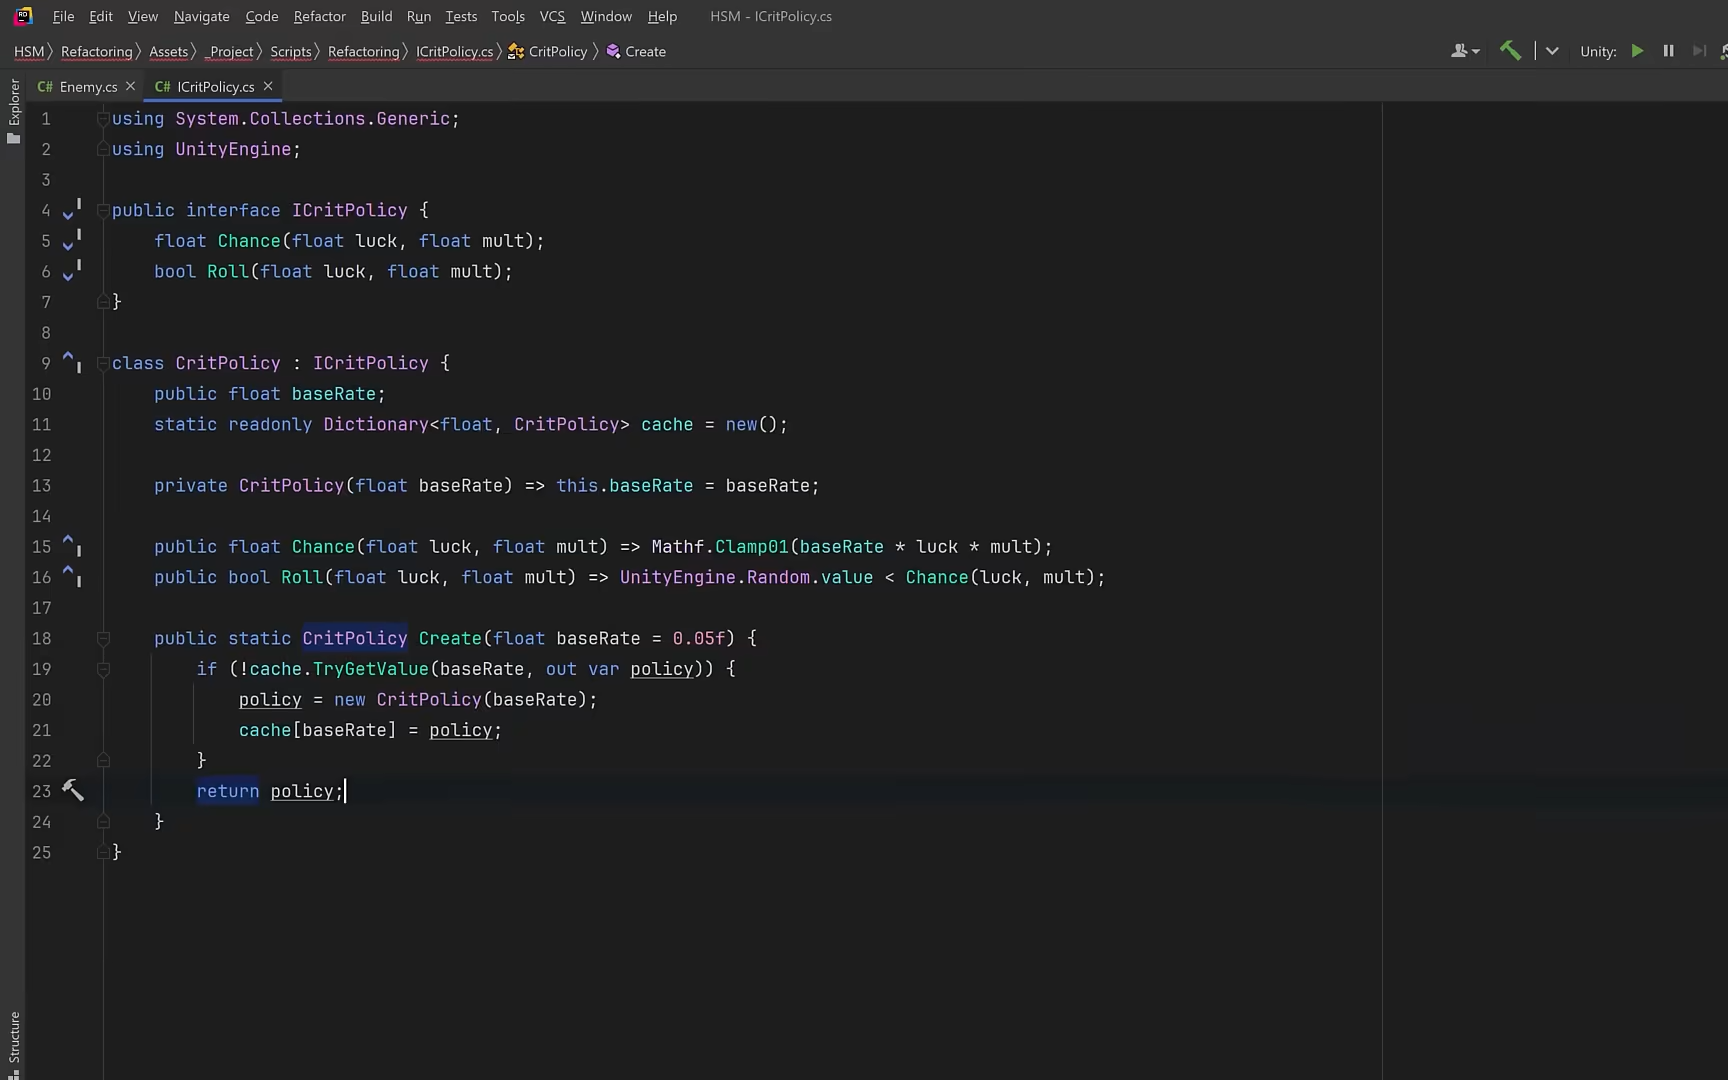 File Edit View Navigate Code Refactor Build Run Tests Tools VCS Window Help HSM - ICritPolicy.cs
HSM Refactoring Assets _Project Scripts Refactoring ICritPolicy.cs CritPolicy Create Unity:
C# Enemy.cs C# ICritPolicy.cs
Explorer
1 using System.Collections.Generic;
2 using UnityEngine;
3
4 public interface ICritPolicy {
5 float Chance(float luck, float mult);
6 bool Roll(float luck, float mult);
7 }
8
9 class CritPolicy : ICritPolicy {
10 public float baseRate;
11 static readonly Dictionary<float, CritPolicy> cache = new();
12
13 private CritPolicy(float baseRate) => this.baseRate = baseRate;
14
15 public float Chance(float luck, float mult) => Mathf.Clamp01(baseRate * luck * mult);
16 public bool Roll(float luck, float mult) => UnityEngine.Random.value < Chance(luck, mult);
17
18 public static CritPolicy Create(float baseRate = 0.05f) {
19 if (!cache.TryGetValue(baseRate, out var policy)) {
20 policy = new CritPolicy(baseRate);
21 cache[baseRate] = policy;
22 }
23 return policy;
24 }
25 }
Structure